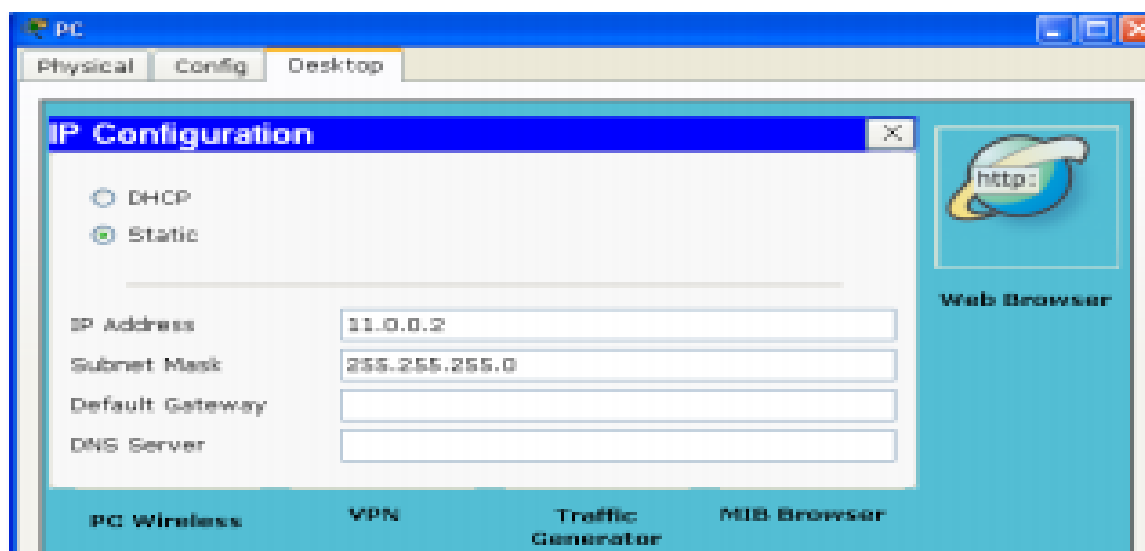 PC
Physical Config Desktop
IP Configuration X
http:
DHCP
Static
Web Browser
IP Address 11.0.0.2
Subnet Mask 255.255.255.0
Default Gateway
DNS Server
PC Wireless VPN Traffic Generator MIB Browser